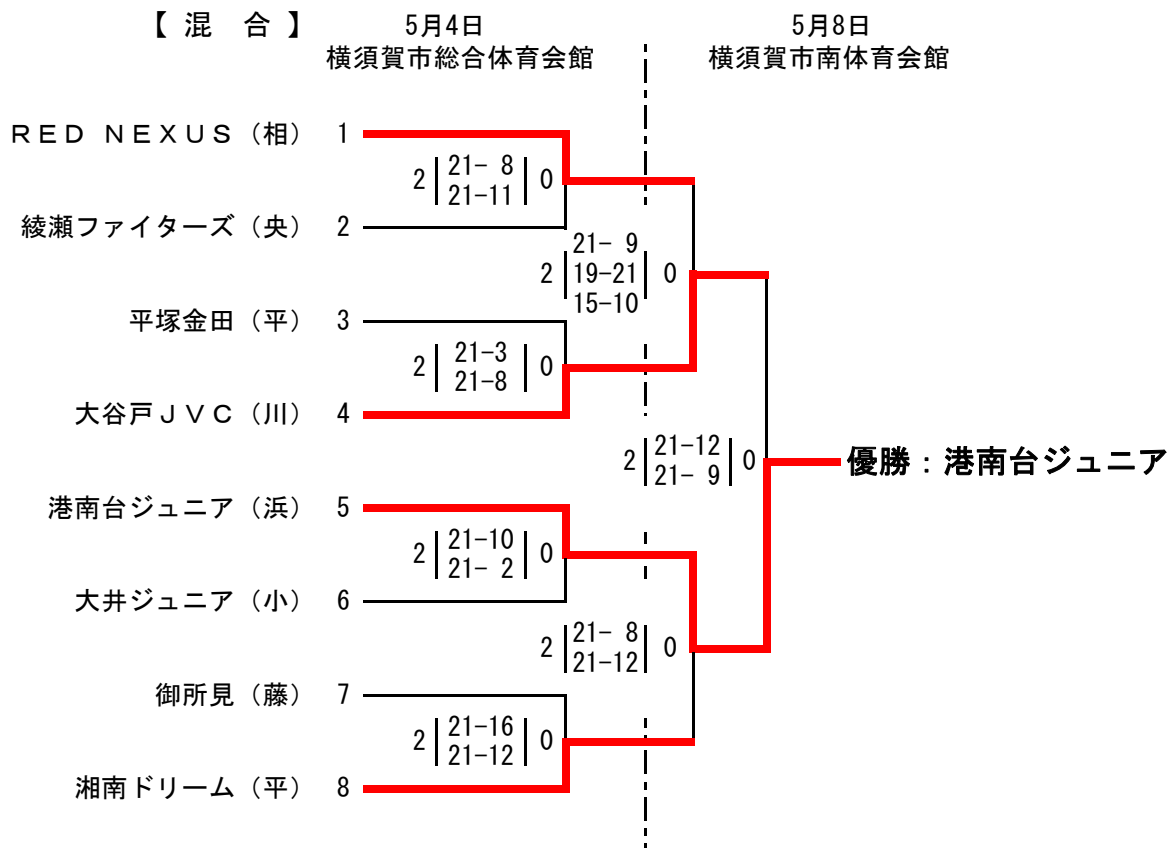 【 混　合 】
5月4日
横須賀市総合体育会館
5月8日
横須賀市南体育会館
ＲＥＤ　ＮＥＸＵＳ（相） 1
2 21- 8 0
21-11
綾瀬ファイターズ（央） 2
21- 9
2 19-21 0
15-10
平塚金田（平） 3
2 21-3 0
21-8
大谷戸ＪＶＣ（川） 4
2 21-12 0
21- 9
優勝：港南台ジュニア
港南台ジュニア（浜） 5
2 21-10 0
21- 2
大井ジュニア（小） 6
2 21- 8 0
21-12
御所見（藤） 7
2 21-16 0
21-12
湘南ドリーム（平） 8